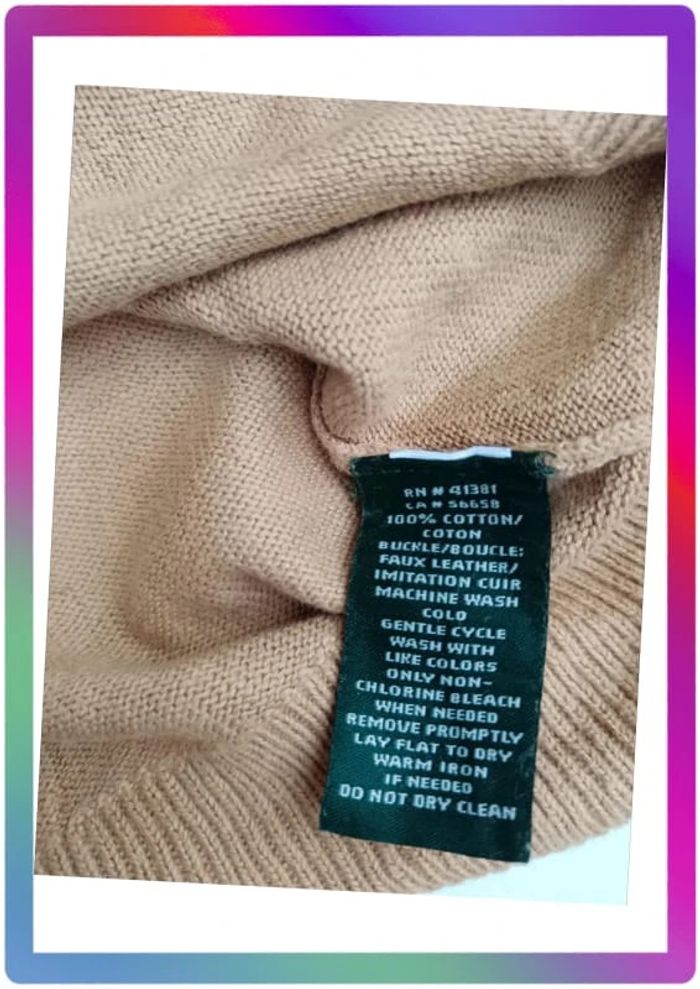 RN # 41381
CA # 56658
100% COTTON/
COTON
BUCKLE/BOUCLE:
FAUX LEATHER/
IMITATION CUIR
MACHINE WASH
COLD
GENTLE CYCLE
WASH WITH
LIKE COLORS
ONLY NON-
CHLORINE BLEACH
WHEN NEEDED
REMOVE PROMPTLY
LAY FLAT TO DRY
WARM IRON
IF NEEDED
DO NOT DRY CLEAN